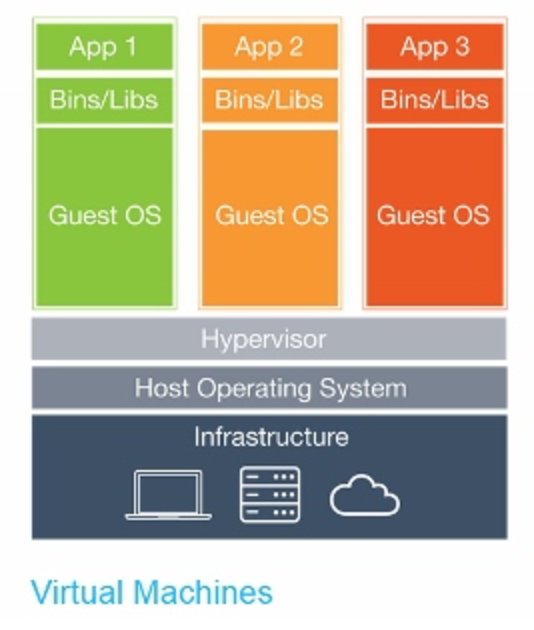 App 1 App 2 App 3
Bins/Libs Bins/Libs Bins/Libs
Guest OS Guest OS Guest OS
Hypervisor
Host Operating System
Infrastructure
Virtual Machines